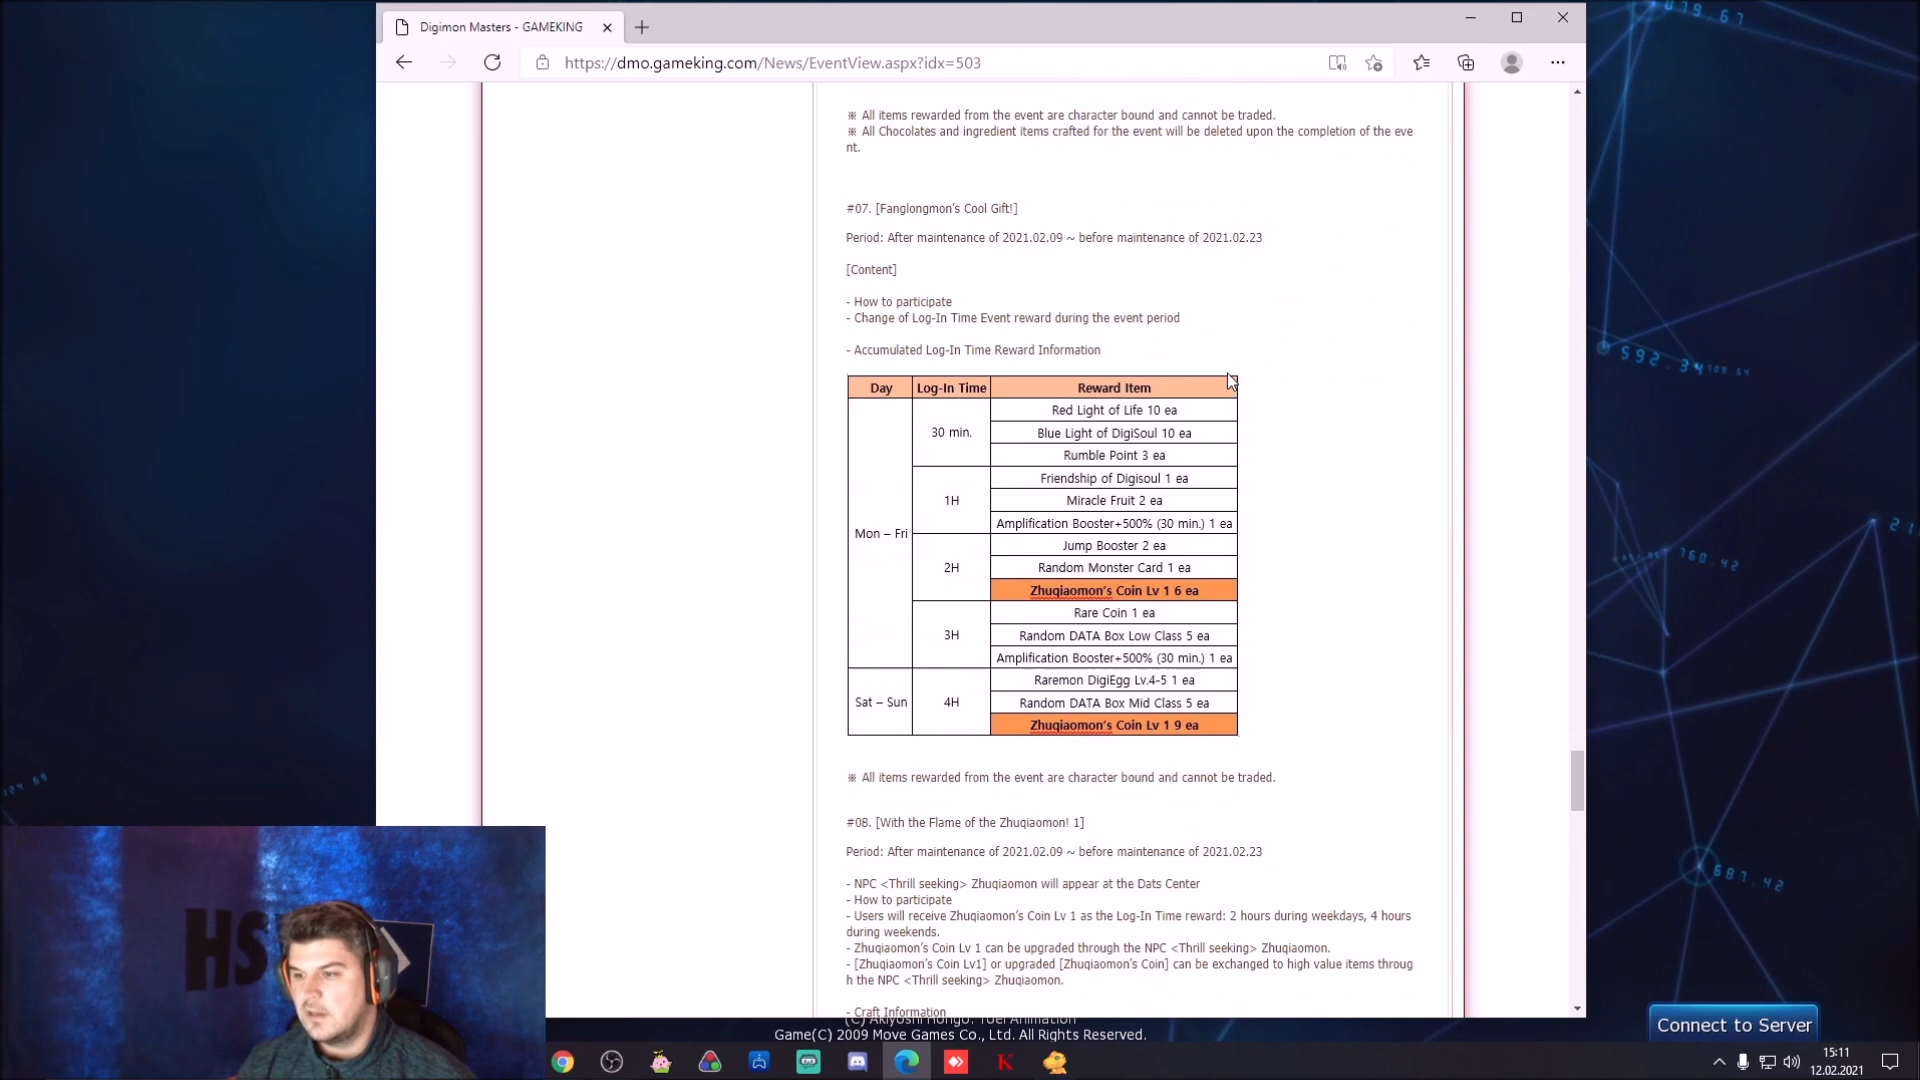 Digimon Masters - GAMEKING
https://dmo.gameking.com/News/EventView.aspx?idx=503
※ All items rewarded from the event are character bound and cannot be traded.
※ All Chocolates and ingredient items crafted for the event will be deleted upon the completion of the eve
nt.
#07. [Fanglongmon's Cool Gift!]
Period: After maintenance of 2021.02.09 ~ before maintenance of 2021.02.23
[Content]
- How to participate
- Change of Log-In Time Event reward during the event period
- Accumulated Log-In Time Reward Information
Day Log-In Time Reward Item
Mon – Fri
30 min.
Red Light of Life 10 ea
Blue Light of DigiSoul 10 ea
Rumble Point 3 ea
1H
Friendship of Digisoul 1 ea
Miracle Fruit 2 ea
Amplification Booster+500% (30 min.) 1 ea
2H
Jump Booster 2 ea
Random Monster Card 1 ea
Zhuqiaomon's Coin Lv 1 6 ea
3H
Rare Coin 1 ea
Random DATA Box Low Class 5 ea
Amplification Booster+500% (30 min.) 1 ea
Sat – Sun
4H
Raremon DigiEgg Lv.4-5 1 ea
Random DATA Box Mid Class 5 ea
Zhuqiaomon's Coin Lv 1 9 ea
※ All items rewarded from the event are character bound and cannot be traded.
#08. [With the Flame of the Zhuqiaomon! 1]
Period: After maintenance of 2021.02.09 ~ before maintenance of 2021.02.23
- NPC <Thrill seeking> Zhuqiaomon will appear at the Dats Center
- How to participate
- Users will receive Zhuqiaomon's Coin Lv 1 as the Log-In Time reward: 2 hours during weekdays, 4 hours
during weekends.
- Zhuqiaomon's Coin Lv 1 can be upgraded through the NPC <Thrill seeking> Zhuqiaomon.
- [Zhuqiaomon's Coin Lv1] or upgraded [Zhuqiaomon's Coin] can be exchanged to high value items throug
h the NPC <Thrill seeking> Zhuqiaomon.
- Craft Information
(C) Akiyoshi Hongo. Toei Animation
Game(C) 2009 Move Games Co., Ltd. All Rights Reserved.
Connect to Server
HS
15:11
12.02.2021
592.34
760.42
687.42